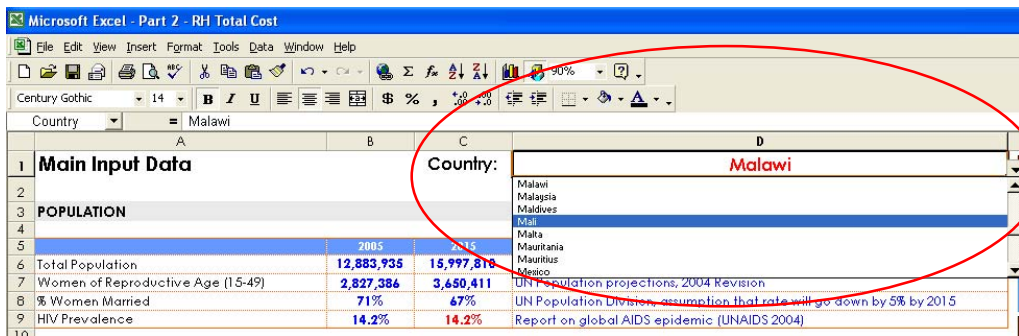 Microsoft Excel - Part 2 - RH Total Cost
File Edit View Insert Format Tools Data Window Help
90%
Century Gothic 14 B I U $ % ,
Country = Malawi
A B C D
1 Main Input Data Country: Malawi
Malawi
Malaysia
2 Maldives
3 POPULATION Mali
4 Malta
5 2005 2015 Mauritania
6 Total Population 12,883,935 15,997,810 Mauritius
Mexico
7 Women of Reproductive Age (15-49) 2,827,386 3,650,411 UN Population projections, 2004 Revision
8 % Women Married 71% 67% UN Population Division, assumption that rate will go down by 5% by 2015
9 HIV Prevalence 14.2% 14.2% Report on global AIDS epidemic (UNAIDS 2004)
10